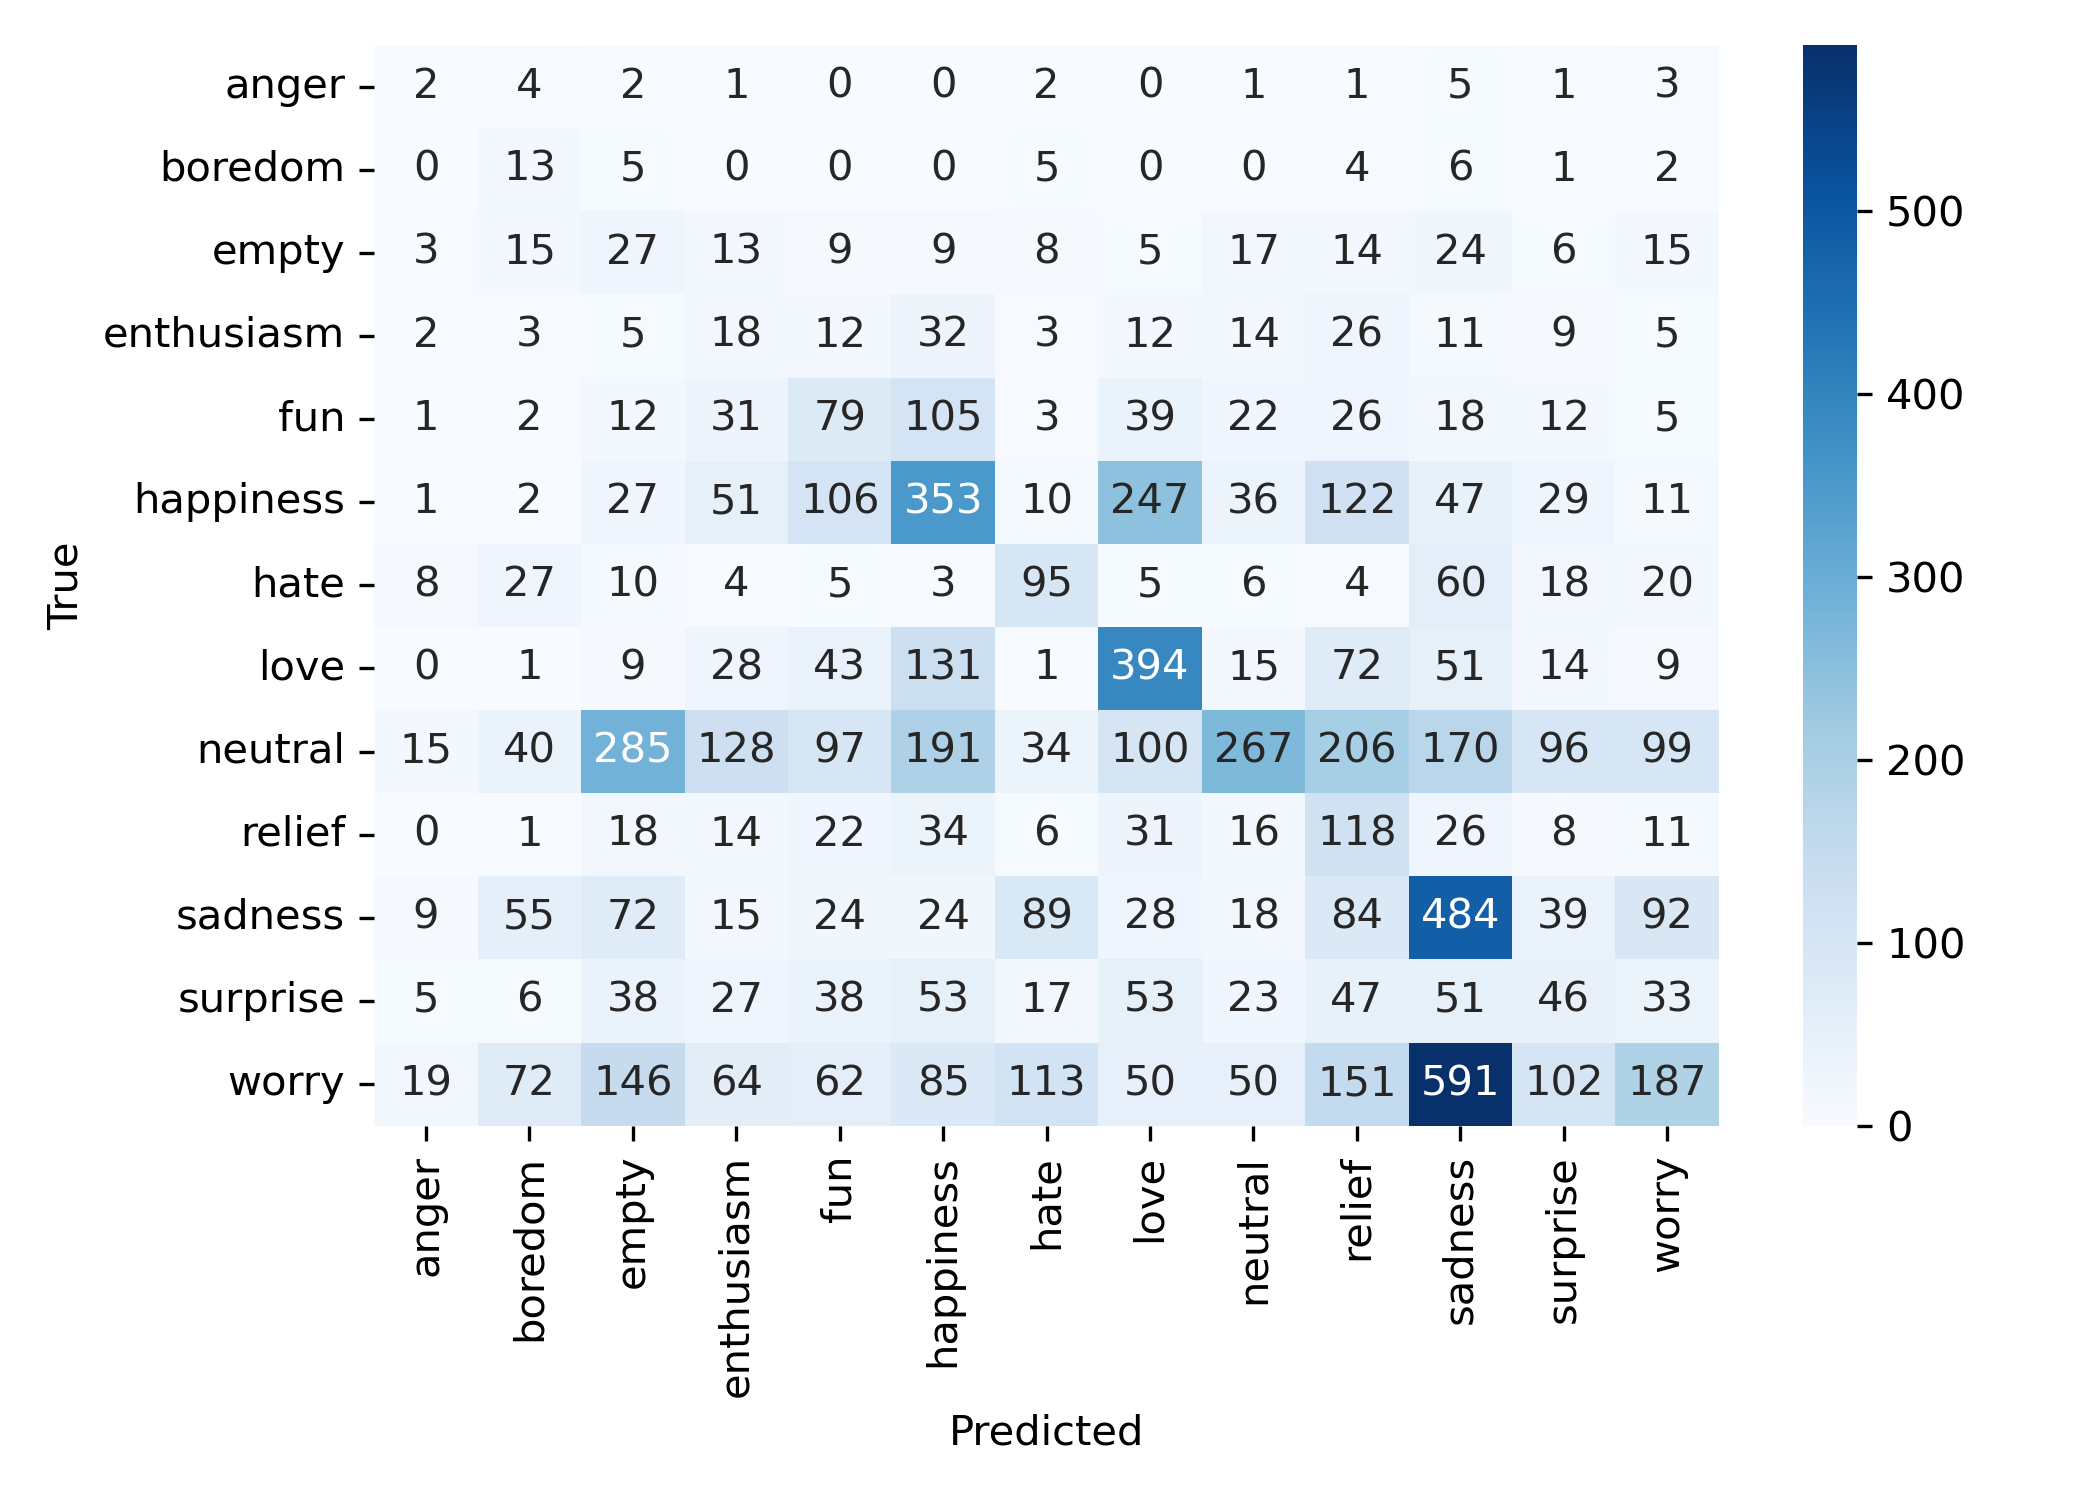 anger 2 4 2 1 0 0 2 0 1 1 5 1 3
boredom 0 13 5 0 0 0 5 0 0 4 6 1 2
empty 3 15 27 13 9 9 8 5 17 14 24 6 15
enthusiasm 2 3 5 18 12 32 3 12 14 26 11 9 5
fun 1 2 12 31 79 105 3 39 22 26 18 12 5
happiness 1 2 27 51 106 353 10 247 36 122 47 29 11
hate 8 27 10 4 5 3 95 5 6 4 60 18 20
love 0 1 9 28 43 131 1 394 15 72 51 14 9
neutral 15 40 285 128 97 191 34 100 267 206 170 96 99
relief 0 1 18 14 22 34 6 31 16 118 26 8 11
sadness 9 55 72 15 24 24 89 28 18 84 484 39 92
surprise 5 6 38 27 38 53 17 53 23 47 51 46 33
worry 19 72 146 64 62 85 113 50 50 151 591 102 187
True
anger boredom empty enthusiasm fun happiness hate love neutral relief sadness surprise worry
Predicted
500
400
300
200
100
0